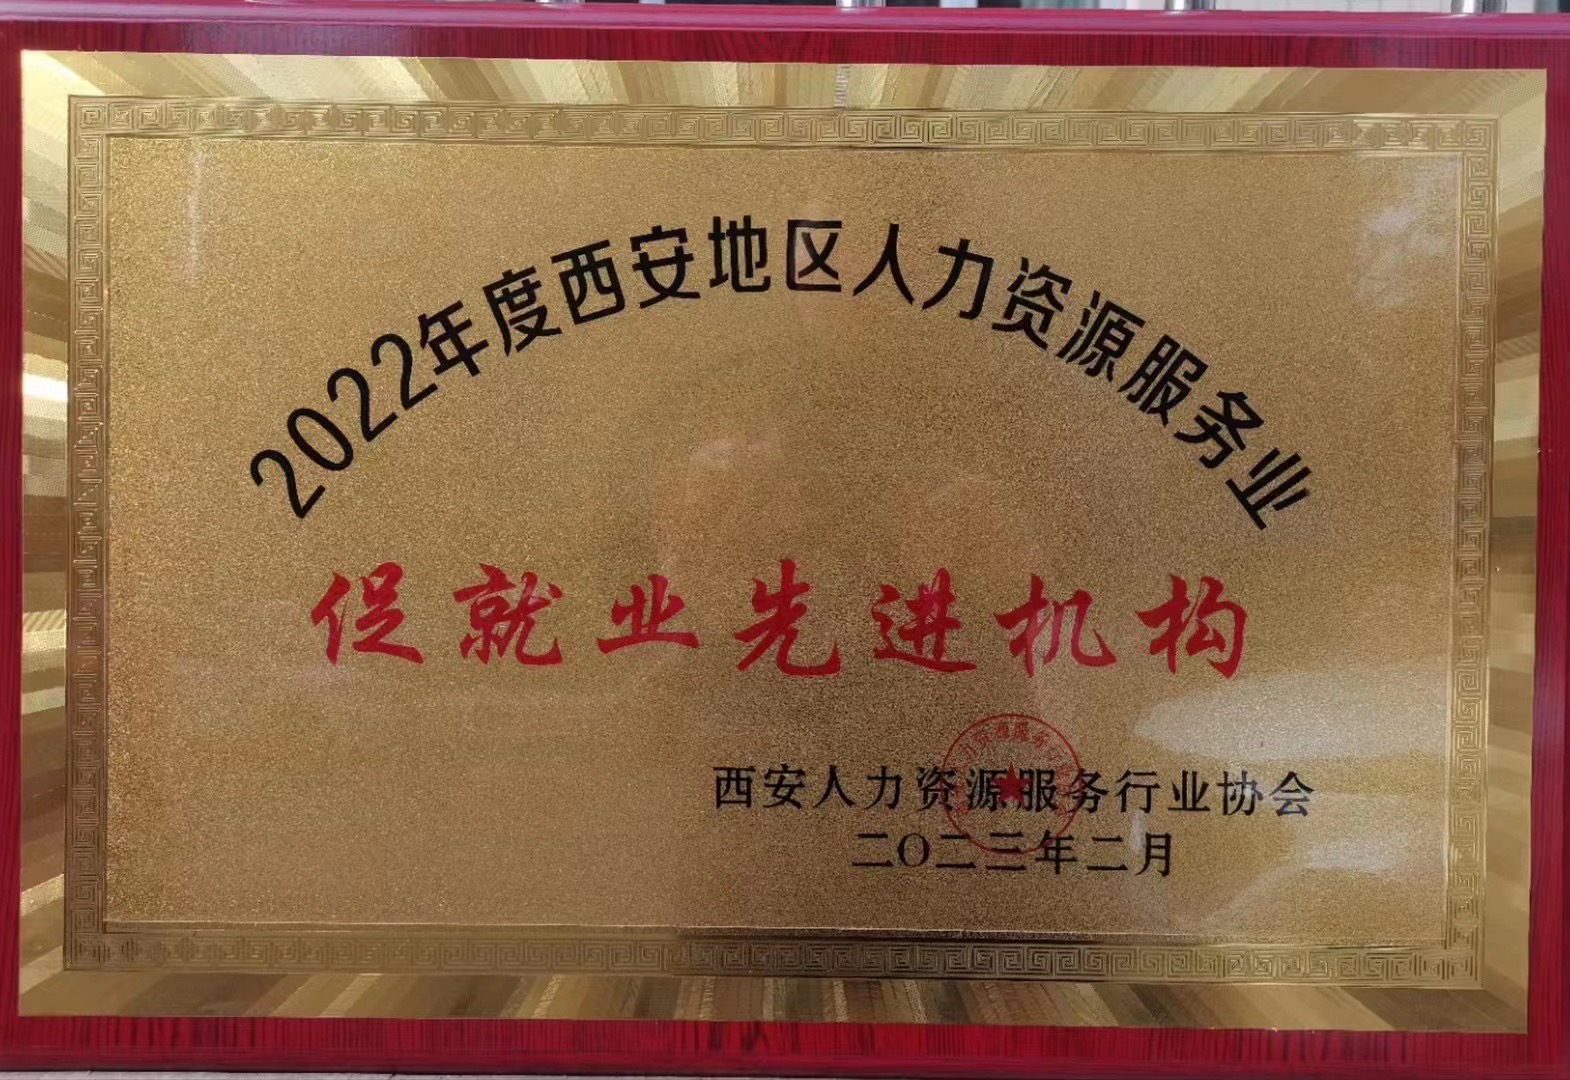 2022年度西安地区人力资源服务业
促就业先进机构
西安人力资源服务行业协会
二〇二三年二月